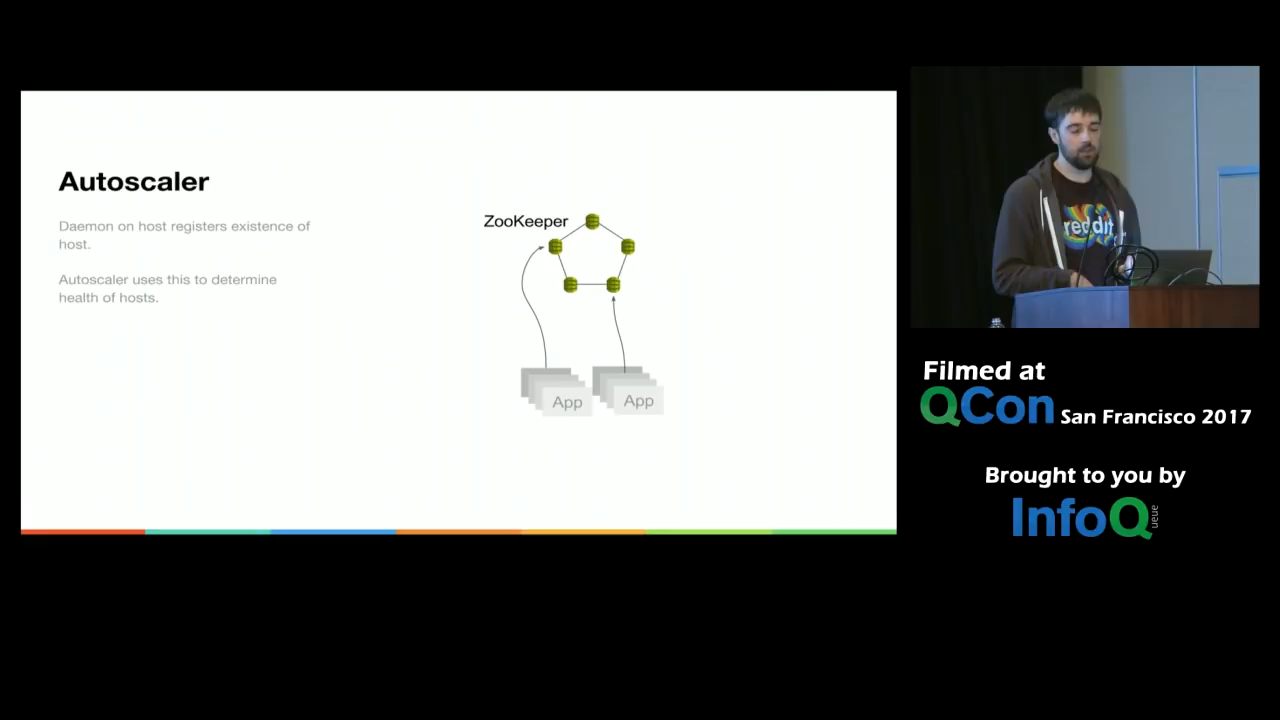 Autoscaler
Daemon on host registers existence of
host.
Autoscaler uses this to determine
health of hosts.
ZooKeeper
App
App
reddit
Filmed at
QCon San Francisco 2017
Brought to you by
InfoQ
ueue